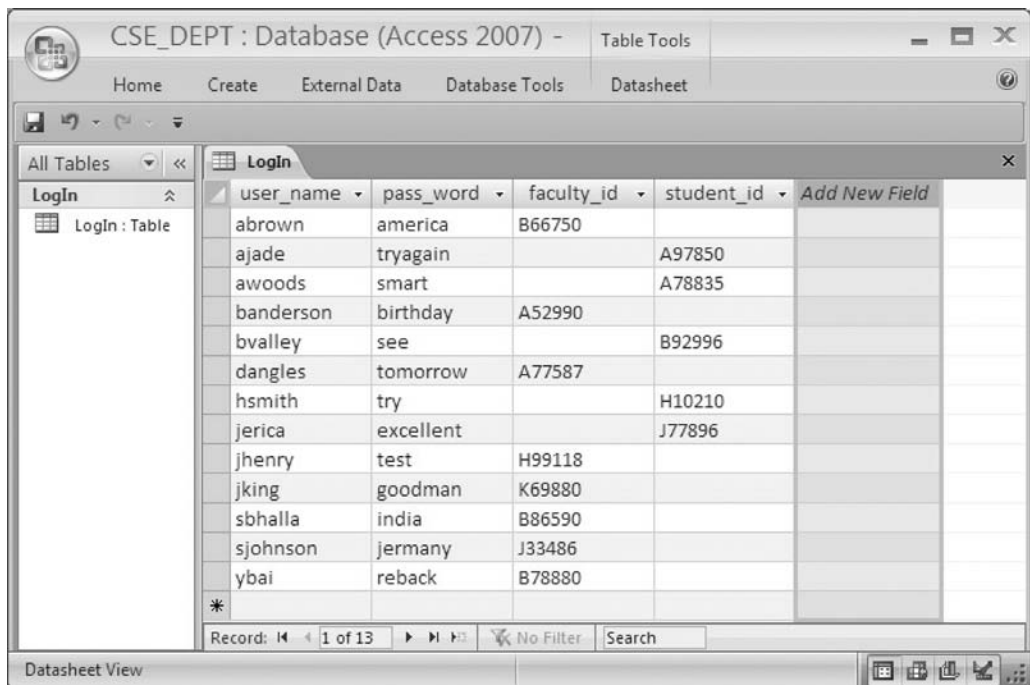 CSE_DEPT : Database (Access 2007) - Table Tools
Home Create External Data Database Tools Datasheet
All Tables
LogIn
LogIn : Table
LogIn
user_name pass_word faculty_id student_id Add New Field
abrown america B66750
ajade tryagain A97850
awoods smart A78835
banderson birthday A52990
bvalley see B92996
dangles tomorrow A77587
hsmith try H10210
jerica excellent J77896
jhenry test H99118
jking goodman K69880
sbhalla india B86590
sjohnson jermany J33486
ybai reback B78880
Record: 1 of 13 No Filter Search
Datasheet View